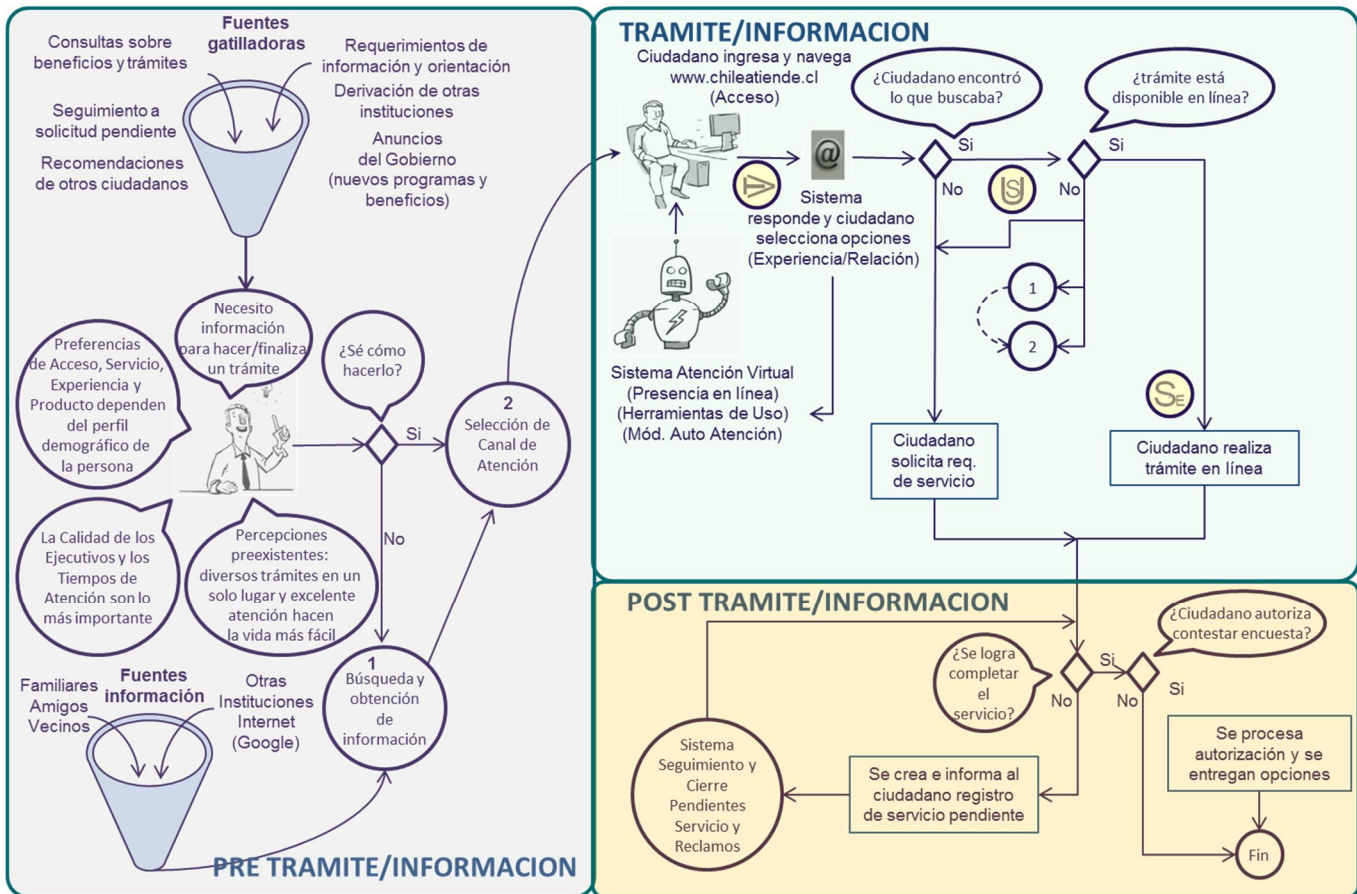 Fuentes
gatilladoras
Consultas sobre
beneficios y trámites
Requerimientos de
información y orientación
Derivación de otras
instituciones
Seguimiento a
solicitud pendiente
Anuncios
del Gobierno
(nuevos programas y
beneficios)
Recomendaciones
de otros ciudadanos
Necesito
información
para hacer/finaliza
un trámite
Preferencias
de Acceso, Servicio,
Experiencia y
Producto dependen
del perfil
demográfico de
la persona
¿Sé cómo
hacerlo?
Si
No
2
Selección de
Canal de
Atención
La Calidad de los
Ejecutivos y los
Tiempos de
Atención son lo
más importante
Percepciones
preexistentes:
diversos trámites en un
solo lugar y excelente
atención hacen
la vida más fácil
1
Búsqueda y
obtención
de
información
Fuentes
información
Familiares
Amigos
Vecinos
Otras
Instituciones
Internet
(Google)
PRE TRAMITE/INFORMACION
TRAMITE/INFORMACION
Ciudadano ingresa y navega
www.chileatiende.cl
(Acceso)
@
Sistema
responde y ciudadano
selecciona opciones
(Experiencia/Relación)
Sistema Atención Virtual
(Presencia en línea)
(Herramientas de Uso)
(Mód. Auto Atención)
¿Ciudadano encontró
lo que buscaba?
Si
No
¿trámite está
disponible en línea?
Si
No
1
2
SE
Ciudadano
solicita req.
de servicio
Ciudadano realiza
trámite en línea
POST TRAMITE/INFORMACION
¿Se logra
completar
el
servicio?
Si
No
¿Ciudadano autoriza
contestar encuesta?
Si
No
Se procesa
autorización y se
entregan opciones
Se crea e informa al
ciudadano registro
de servicio pendiente
Sistema
Seguimiento y
Cierre
Pendientes
Servicio y
Reclamos
Fin